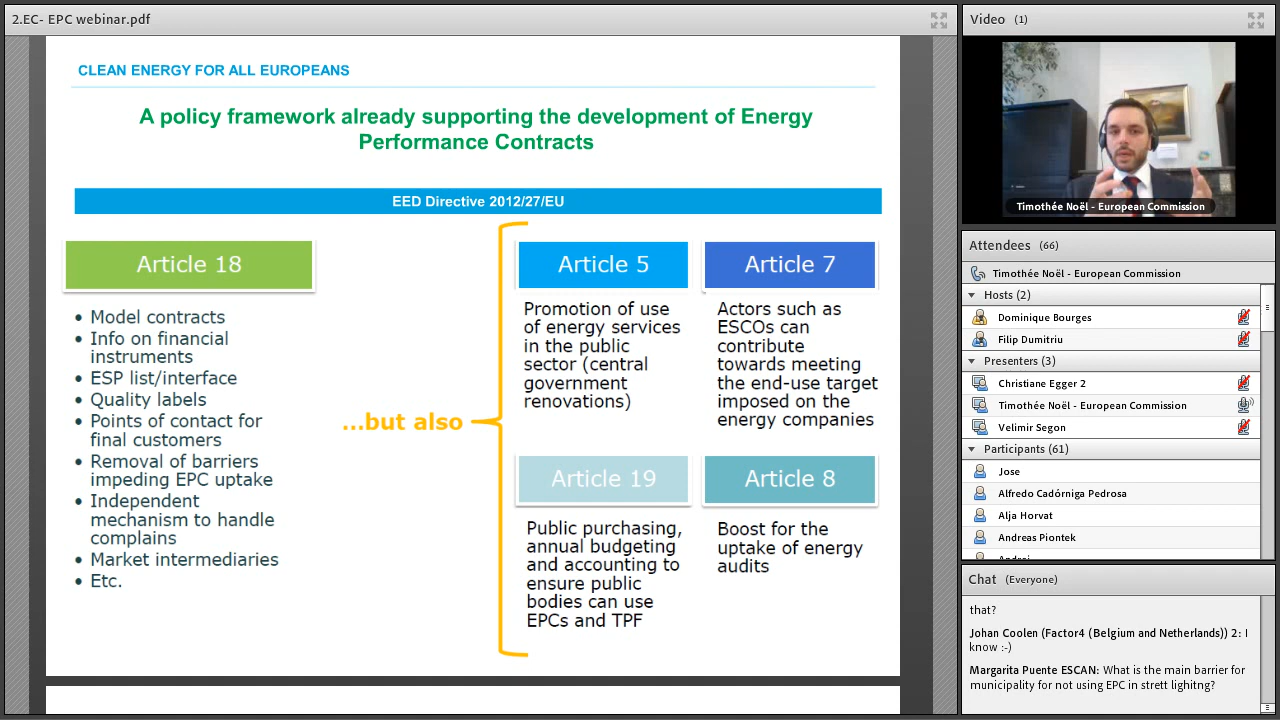 2.EC- EPC webinar.pdf
CLEAN ENERGY FOR ALL EUROPEANS
A policy framework already supporting the development of Energy
Performance Contracts
EED Directive 2012/27/EU
Article 18
• Model contracts
• Info on financial
instruments
• ESP list/interface
• Quality labels
• Points of contact for
final customers
• Removal of barriers
impeding EPC uptake
• Independent
mechanism to handle
complains
• Market intermediaries
• Etc.
...but also
Article 5
Promotion of use
of energy services
in the public
sector (central
government
renovations)
Article 7
Actors such as
ESCOs can
contribute
towards meeting
the end-use target
imposed on the
energy companies
Article 19
Public purchasing,
annual budgeting
and accounting to
ensure public
bodies can use
EPCs and TPF
Article 8
Boost for the
uptake of energy
audits
Video (1)
Timothée Noël - European Commission
Attendees (66)
Timothée Noël - European Commission
Hosts (2)
Dominique Bourges
Filip Dumitriu
Presenters (3)
Christiane Egger 2
Timothée Noël - European Commission
Velimir Segon
Participants (61)
Jose
Alfredo Cadórniga Pedrosa
Alja Horvat
Andreas Piontek
Chat (Everyone)
that?
Johan Coolen (Factor4 (Belgium and Netherlands)) 2: I
know :-)
Margarita Puente ESCAN: What is the main barrier for
municipality for not using EPC in strett lighitng?